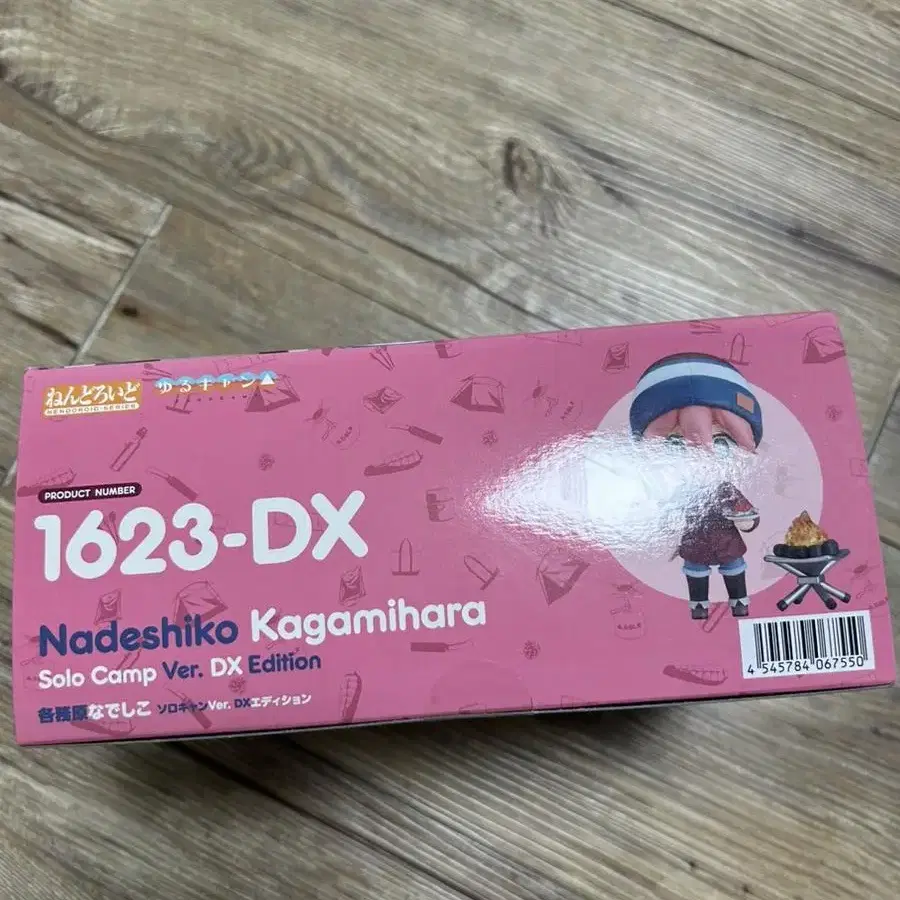 ねんどろいど
NENDOROID SERIES
ゆるキャン△
PRODUCT NUMBER
1623-DX
Nadeshiko Kagamihara
Solo Camp Ver. DX Edition
各務原なでしこ ソロキャンVer. DXエディション
4 545784 067550